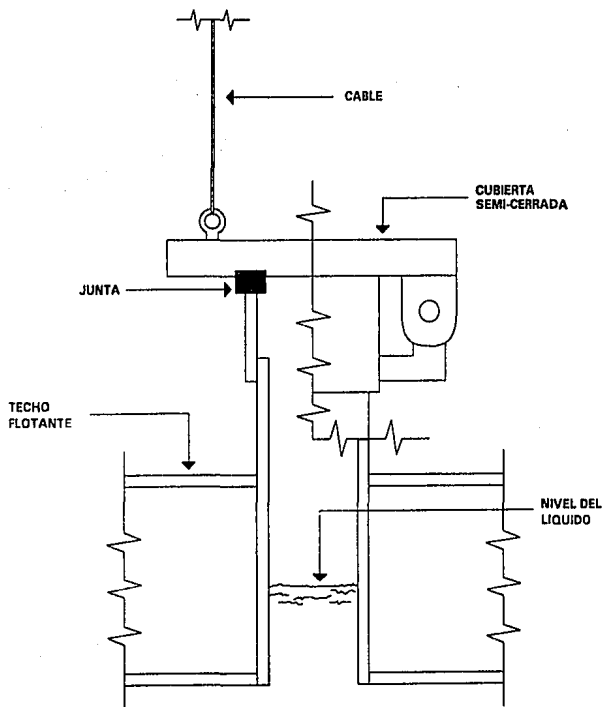 CABLE
CUBIERTA
SEMI-CERRADA
JUNTA
TECHO
FLOTANTE
NIVEL DEL
LIQUIDO